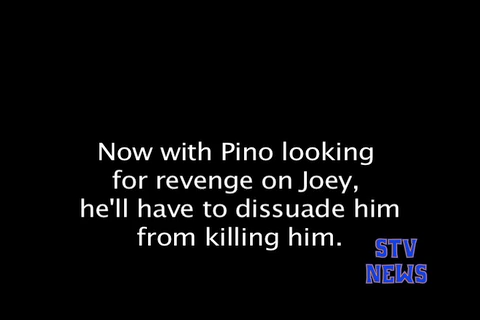 Now with Pino looking
for revenge on Joey,
he'll have to dissuade him
from killing him.
STV
NEWS